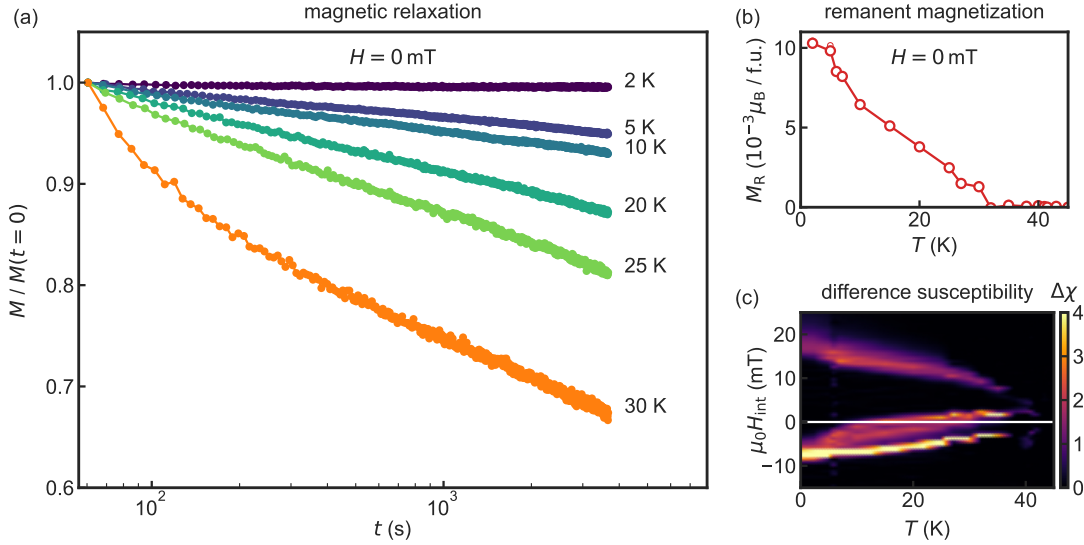 (a)
magnetic relaxation
H = 0 mT
M / M(t = 0)
1.0
0.9
0.8
0.7
0.6
2 K
5 K
10 K
20 K
25 K
30 K
10²
10³
t (s)
(b)
remanent magnetization
H = 0 mT
M_R (10⁻³ μ_B / f.u.)
10
5
0
0
20
40
T (K)
(c)
difference susceptibility
Δχ
μ₀H_int (mT)
20
10
0
−10
0
20
40
T (K)
4
3
2
1
0